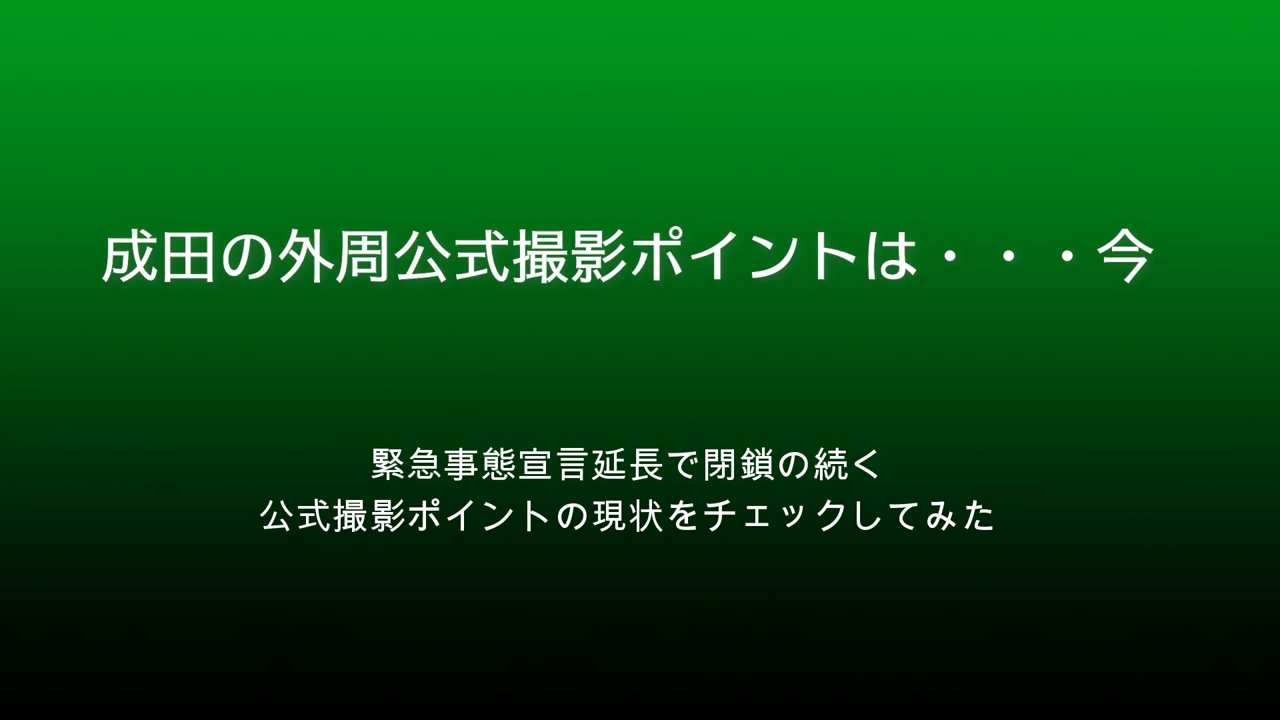 成田の外周公式撮影ポイントは・・・今
緊急事態宣言延長で閉鎖の続く
公式撮影ポイントの現状をチェックしてみた